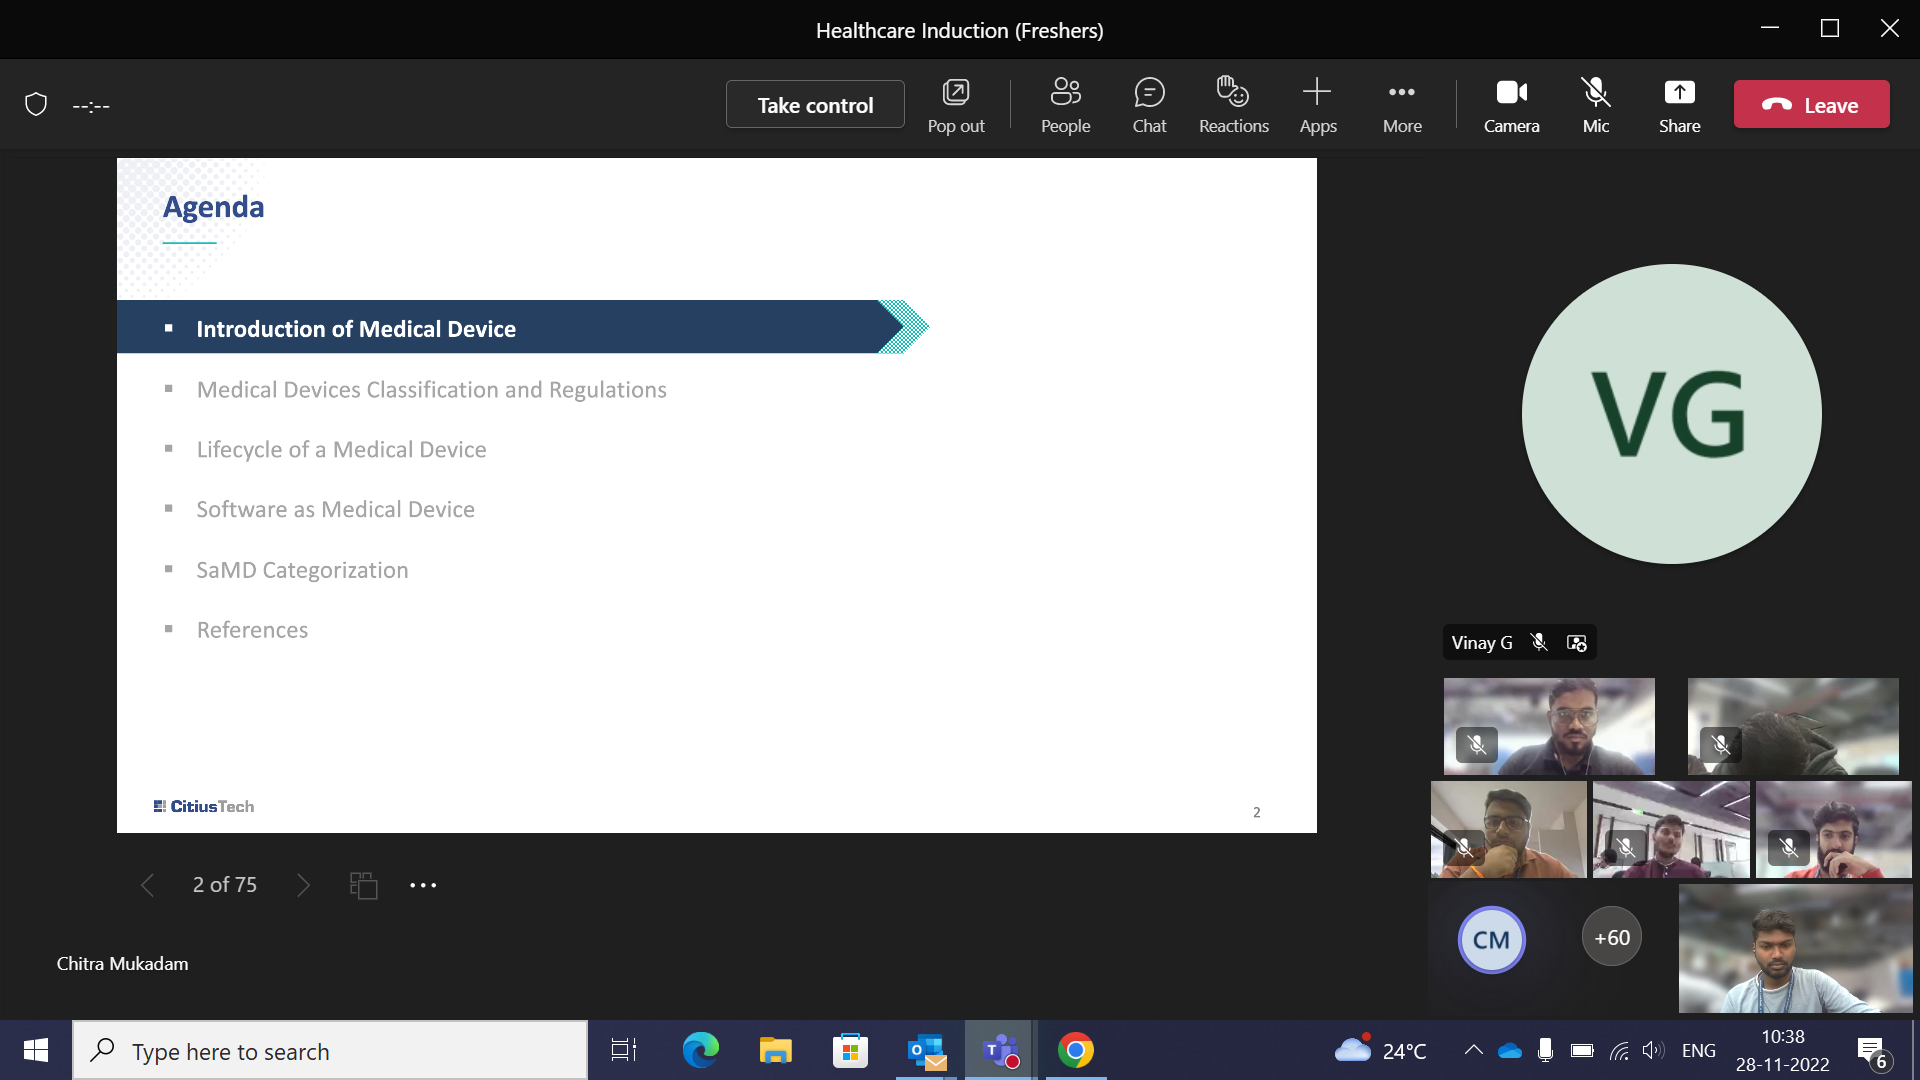 Healthcare Induction (Freshers)
--:--
Take control
Pop out
People
Chat
Reactions
Apps
More
Camera
Mic
Share
Leave
Agenda
▪ Introduction of Medical Device
▪ Medical Devices Classification and Regulations
▪ Lifecycle of a Medical Device
▪ Software as Medical Device
▪ SaMD Categorization
▪ References
CitiusTech
2
2 of 75
Chitra Mukadam
VG
Vinay G
CM
+60
Type here to search
24°C
ENG
10:38
28-11-2022
6